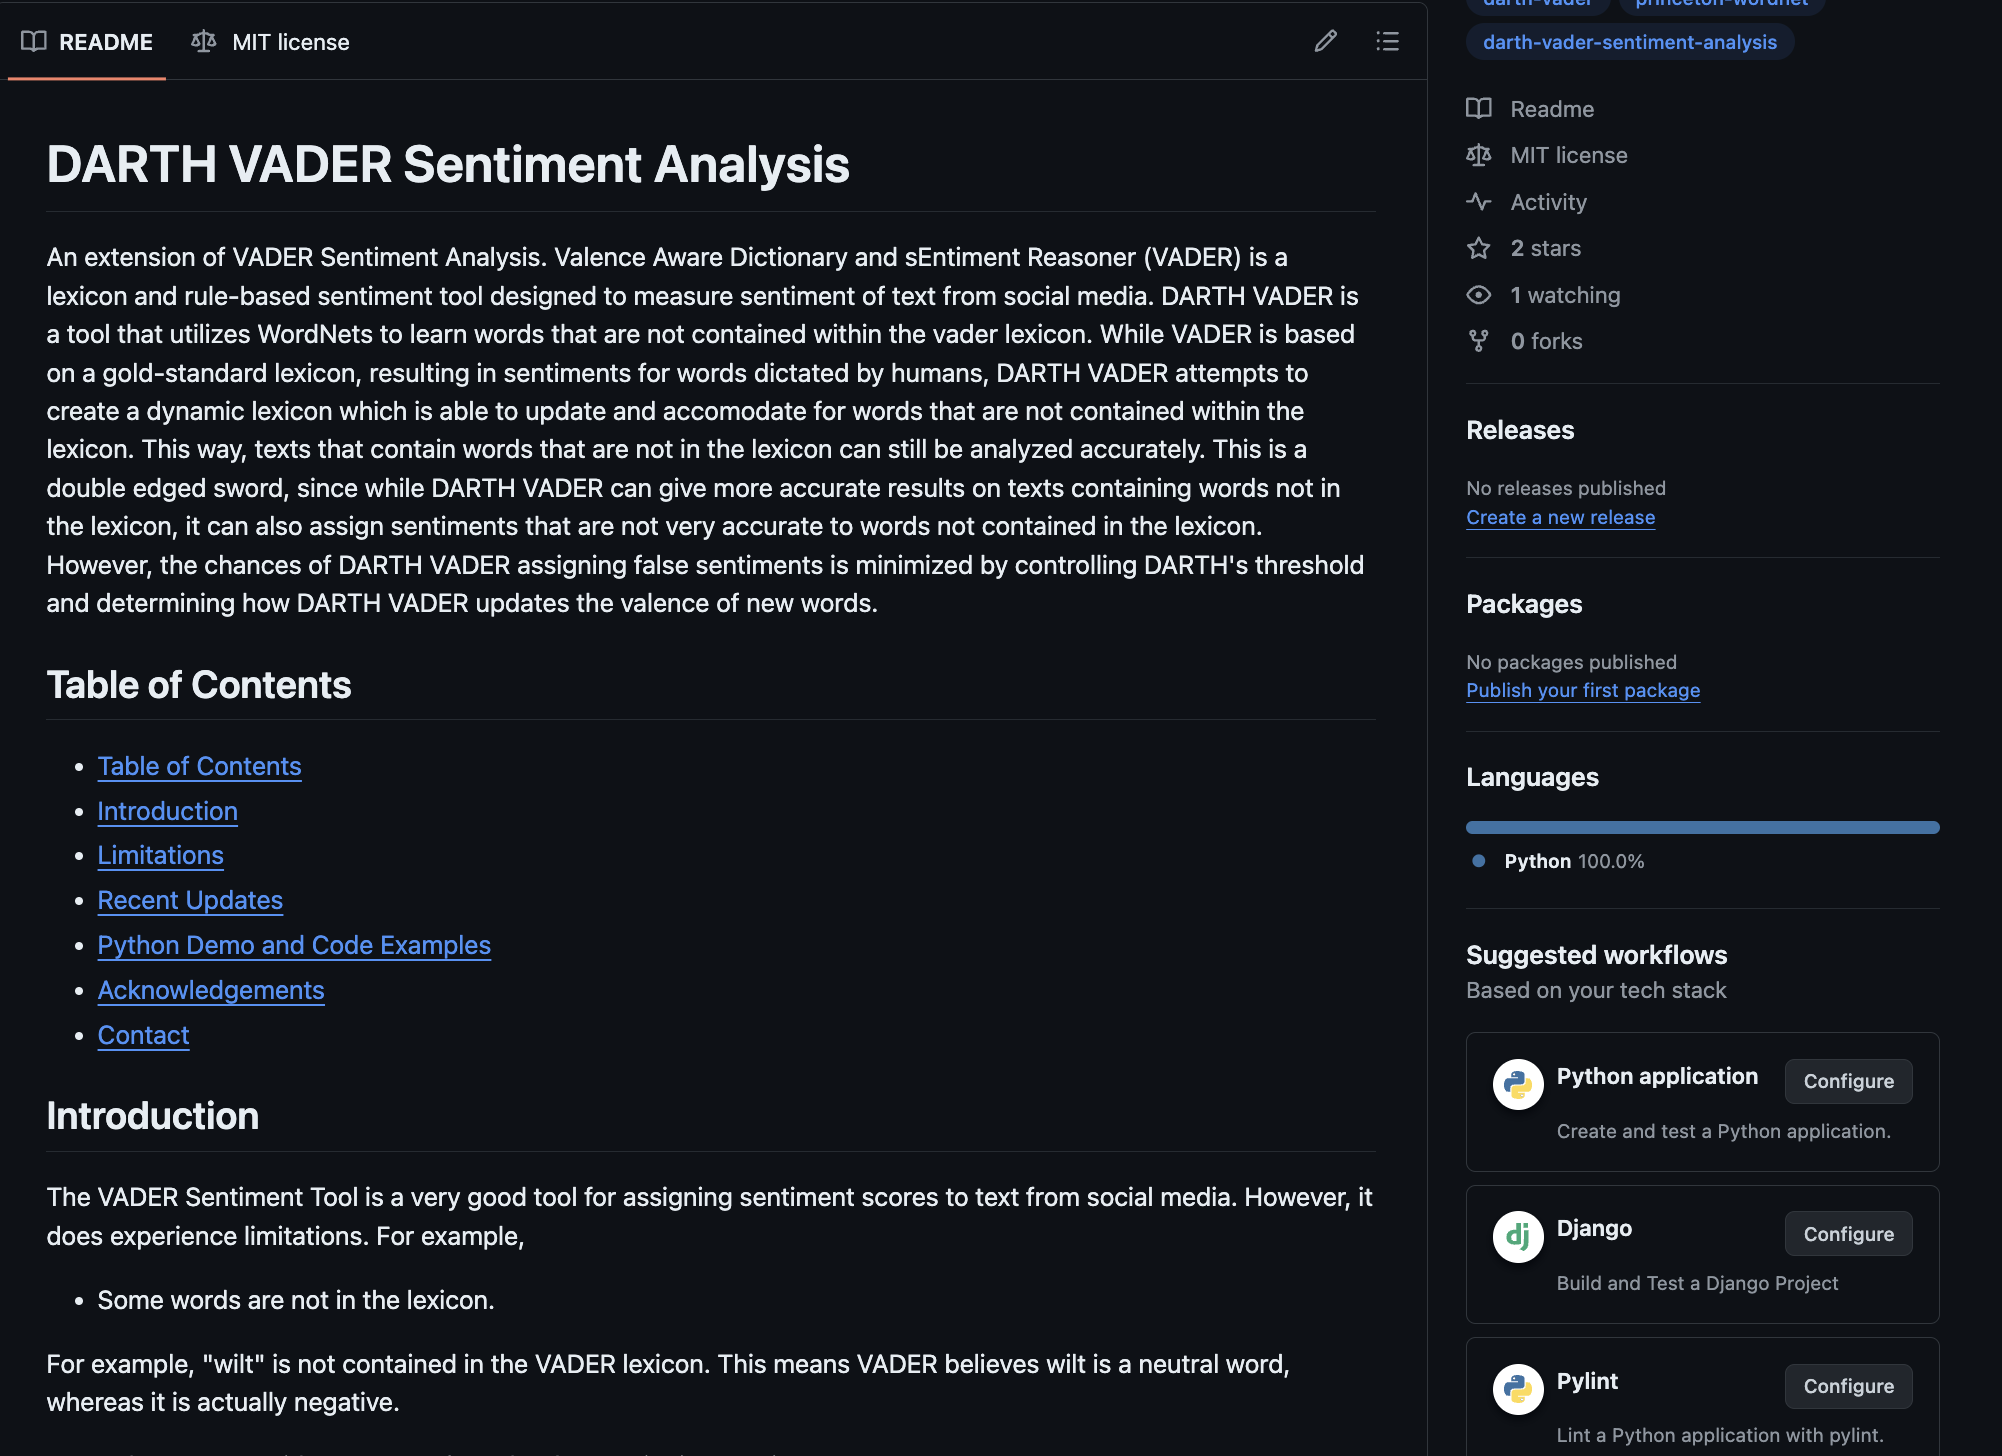 README
MIT license
DARTH VADER Sentiment Analysis
An extension of VADER Sentiment Analysis. Valence Aware Dictionary and sEntiment Reasoner (VADER) is a
lexicon and rule-based sentiment tool designed to measure sentiment of text from social media. DARTH VADER is
a tool that utilizes WordNets to learn words that are not contained within the vader lexicon. While VADER is based
on a gold-standard lexicon, resulting in sentiments for words dictated by humans, DARTH VADER attempts to
create a dynamic lexicon which is able to update and accomodate for words that are not contained within the
lexicon. This way, texts that contain words that are not in the lexicon can still be analyzed accurately. This is a
double edged sword, since while DARTH VADER can give more accurate results on texts containing words not in
the lexicon, it can also assign sentiments that are not very accurate to words not contained in the lexicon.
However, the chances of DARTH VADER assigning false sentiments is minimized by controlling DARTH's threshold
and determining how DARTH VADER updates the valence of new words.
Table of Contents
• Table of Contents
• Introduction
• Limitations
• Recent Updates
• Python Demo and Code Examples
• Acknowledgements
• Contact
Introduction
The VADER Sentiment Tool is a very good tool for assigning sentiment scores to text from social media. However, it
does experience limitations. For example,
• Some words are not in the lexicon.
For example, "wilt" is not contained in the VADER lexicon. This means VADER believes wilt is a neutral word,
whereas it is actually negative.
darth-vader
princeton-wordnet
darth-vader-sentiment-analysis
Readme
MIT license
Activity
2 stars
1 watching
0 forks
Releases
No releases published
Create a new release
Packages
No packages published
Publish your first package
Languages
Python 100.0%
Suggested workflows
Based on your tech stack
Python application
Configure
Create and test a Python application.
dj
Django
Configure
Build and Test a Django Project
Pylint
Configure
Lint a Python application with pylint.